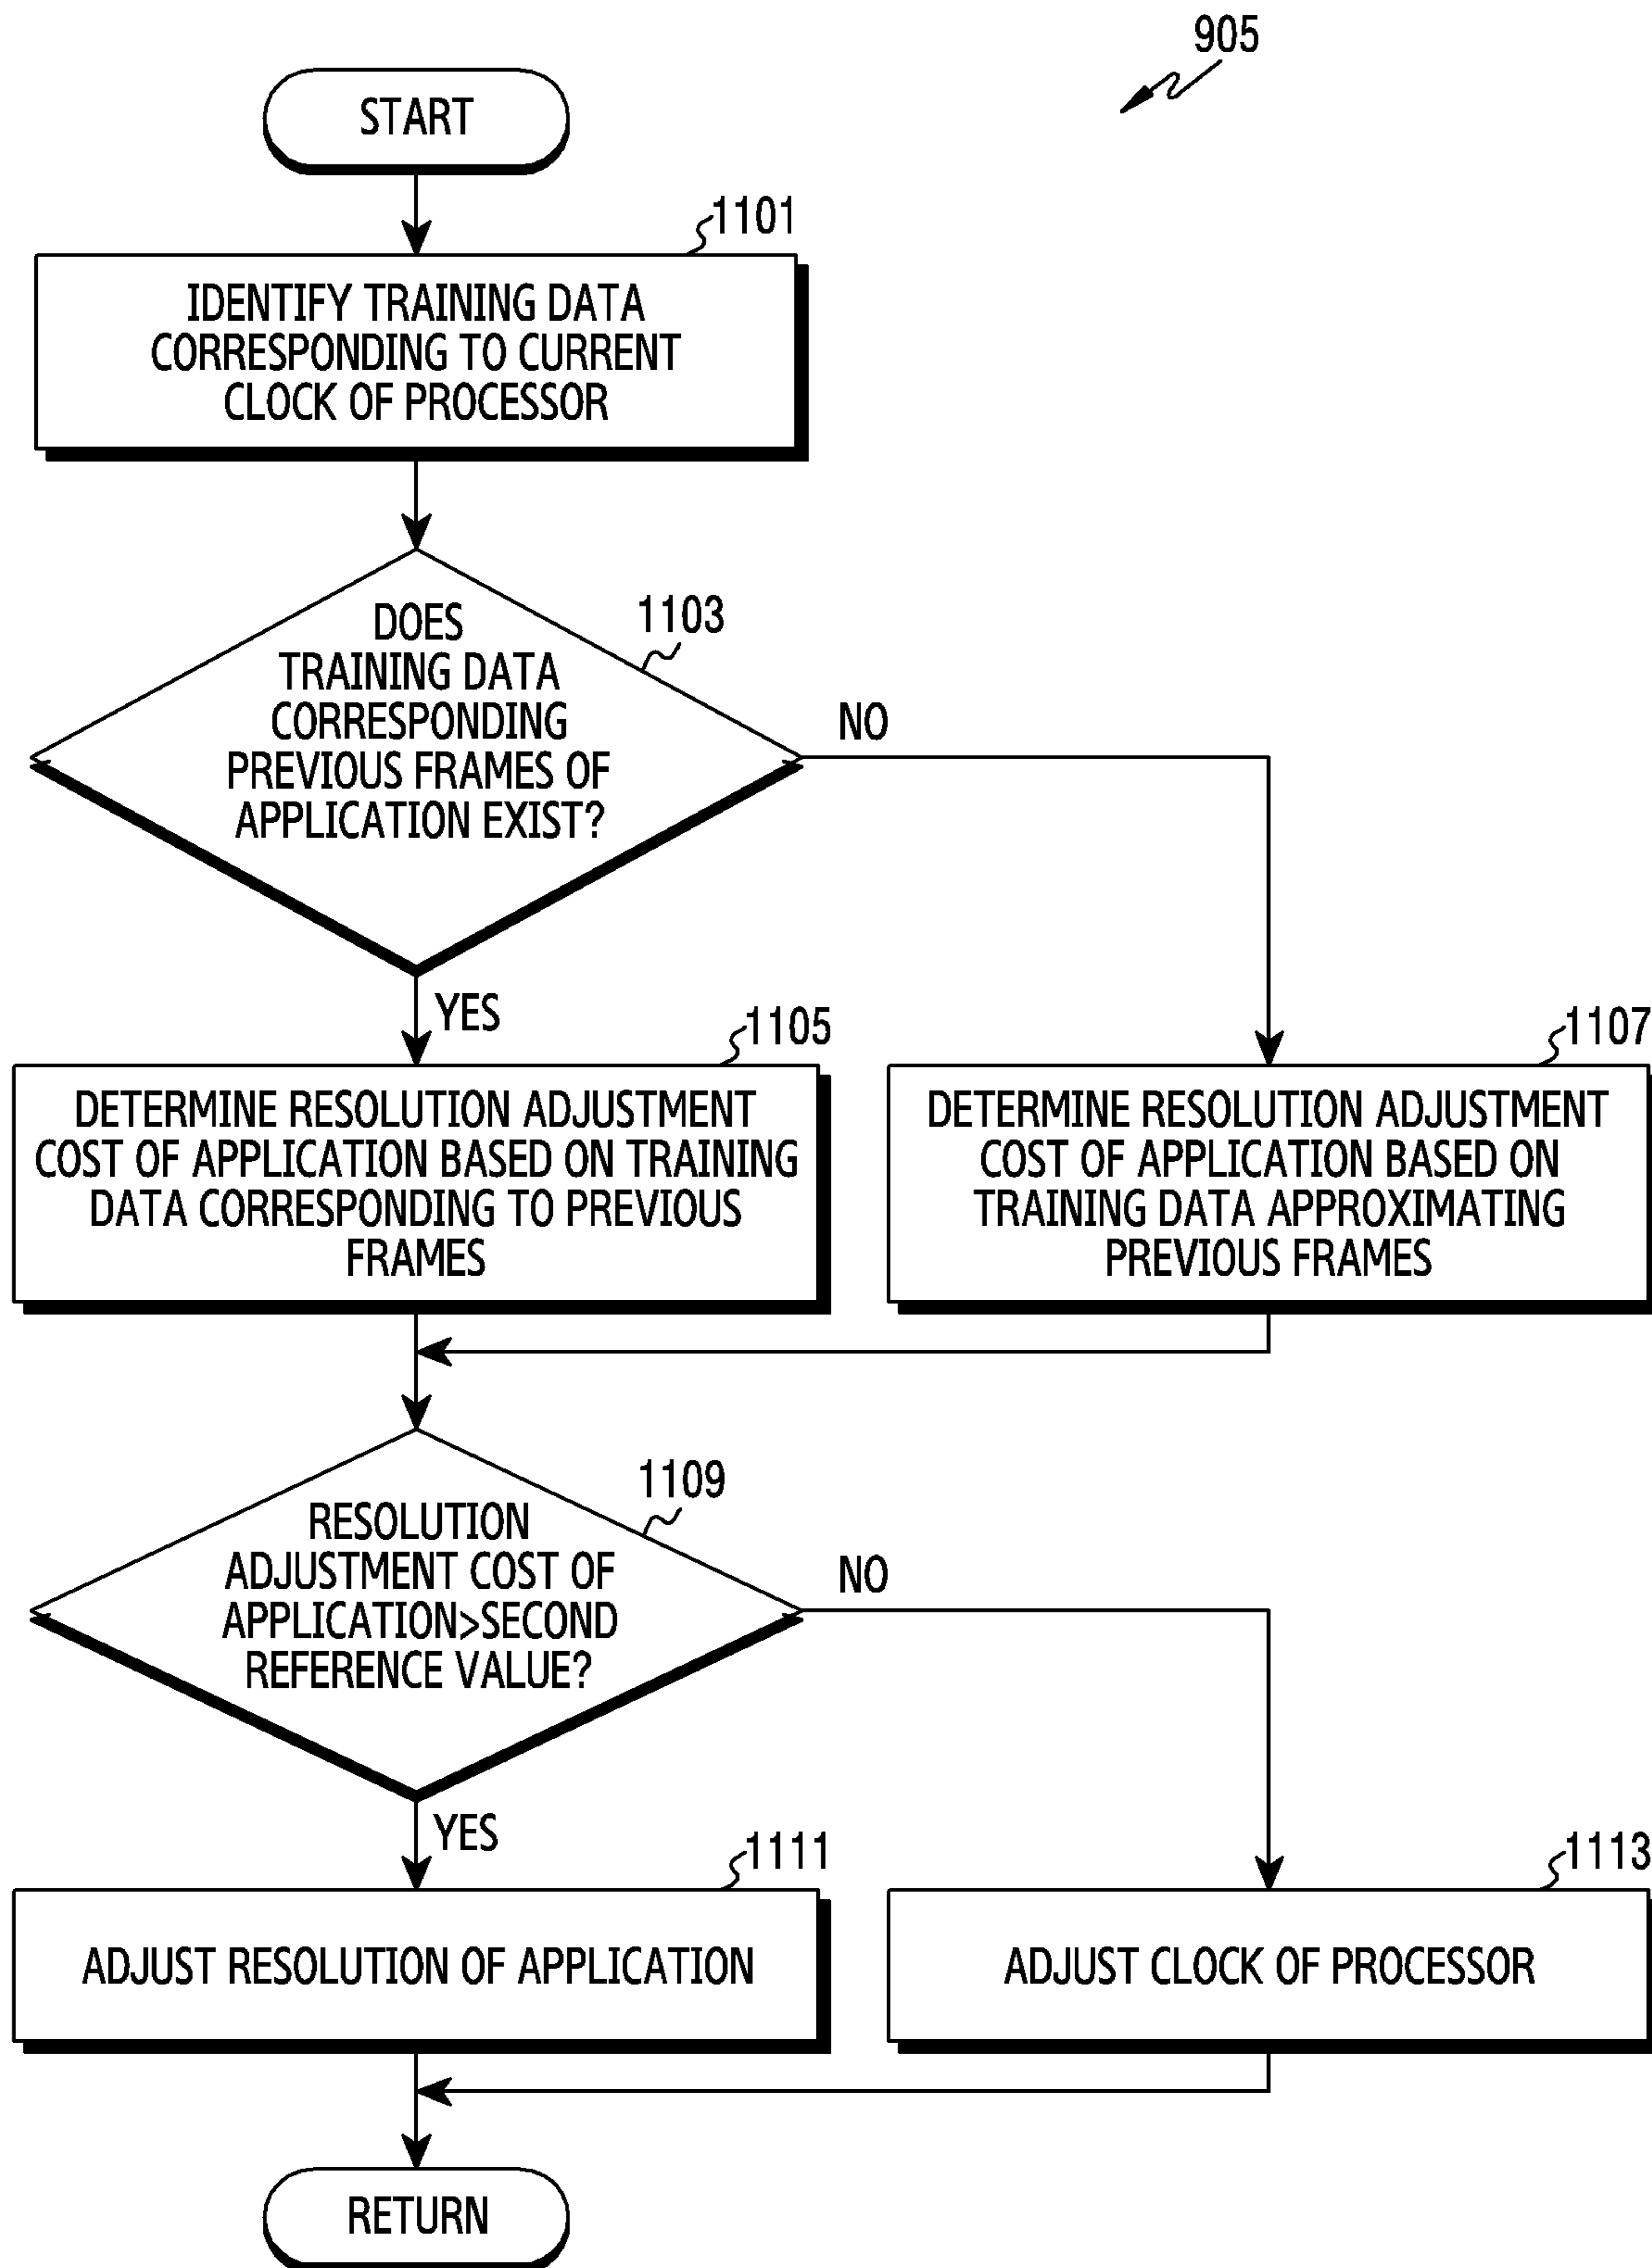 905
START
1101
IDENTIFY TRAINING DATA
CORRESPONDING TO CURRENT
CLOCK OF PROCESSOR
1103
DOES
TRAINING DATA
CORRESPONDING
PREVIOUS FRAMES OF
APPLICATION EXIST?
NO
YES
1105
DETERMINE RESOLUTION ADJUSTMENT
COST OF APPLICATION BASED ON TRAINING
DATA CORRESPONDING TO PREVIOUS
FRAMES
1107
DETERMINE RESOLUTION ADJUSTMENT
COST OF APPLICATION BASED ON
TRAINING DATA APPROXIMATING
PREVIOUS FRAMES
1109
RESOLUTION
ADJUSTMENT COST OF
APPLICATION>SECOND
REFERENCE VALUE?
NO
YES
1111
ADJUST RESOLUTION OF APPLICATION
1113
ADJUST CLOCK OF PROCESSOR
RETURN